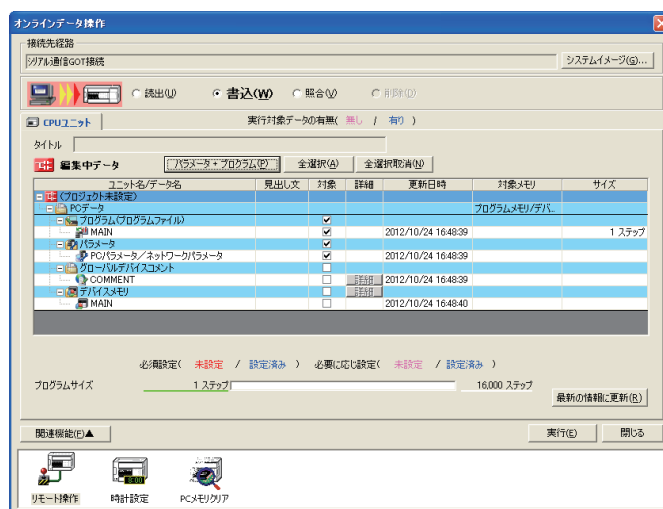 オンラインデータ操作
接続先経路
シリアル通信GOT接続
システムイメージ(G)...
読出(U) 書込(W) 照合(V) 削除(D)
CPUユニット 実行対象データの有無( 無し / 有り )
タイトル
編集中データ パラメータ+プログラム(P) 全選択(A) 全選択取消(N)
ユニット名/データ名 見出し文 対象 詳細 更新日時 対象メモリ サイズ
(プロジェクト未設定)
PCデータ プログラムメモリ/デバ...
プログラム(プログラムファイル)
MAIN 2012/10/24 16:48:39 1 ステップ
パラメータ
PCパラメータ/ネットワークパラメータ 2012/10/24 16:48:39
グローバルデバイスコメント
COMMENT 詳細 2012/10/24 16:48:39
デバイスメモリ 詳細
MAIN 2012/10/24 16:48:40
必須設定( 未設定 / 設定済み ) 必要に応じ設定( 未設定 / 設定済み )
プログラムサイズ 1 ステップ 16,000 ステップ
最新の情報に更新(R)
関連機能(F)▲ 実行(E) 閉じる
リモート操作 時計設定 PCメモリクリア